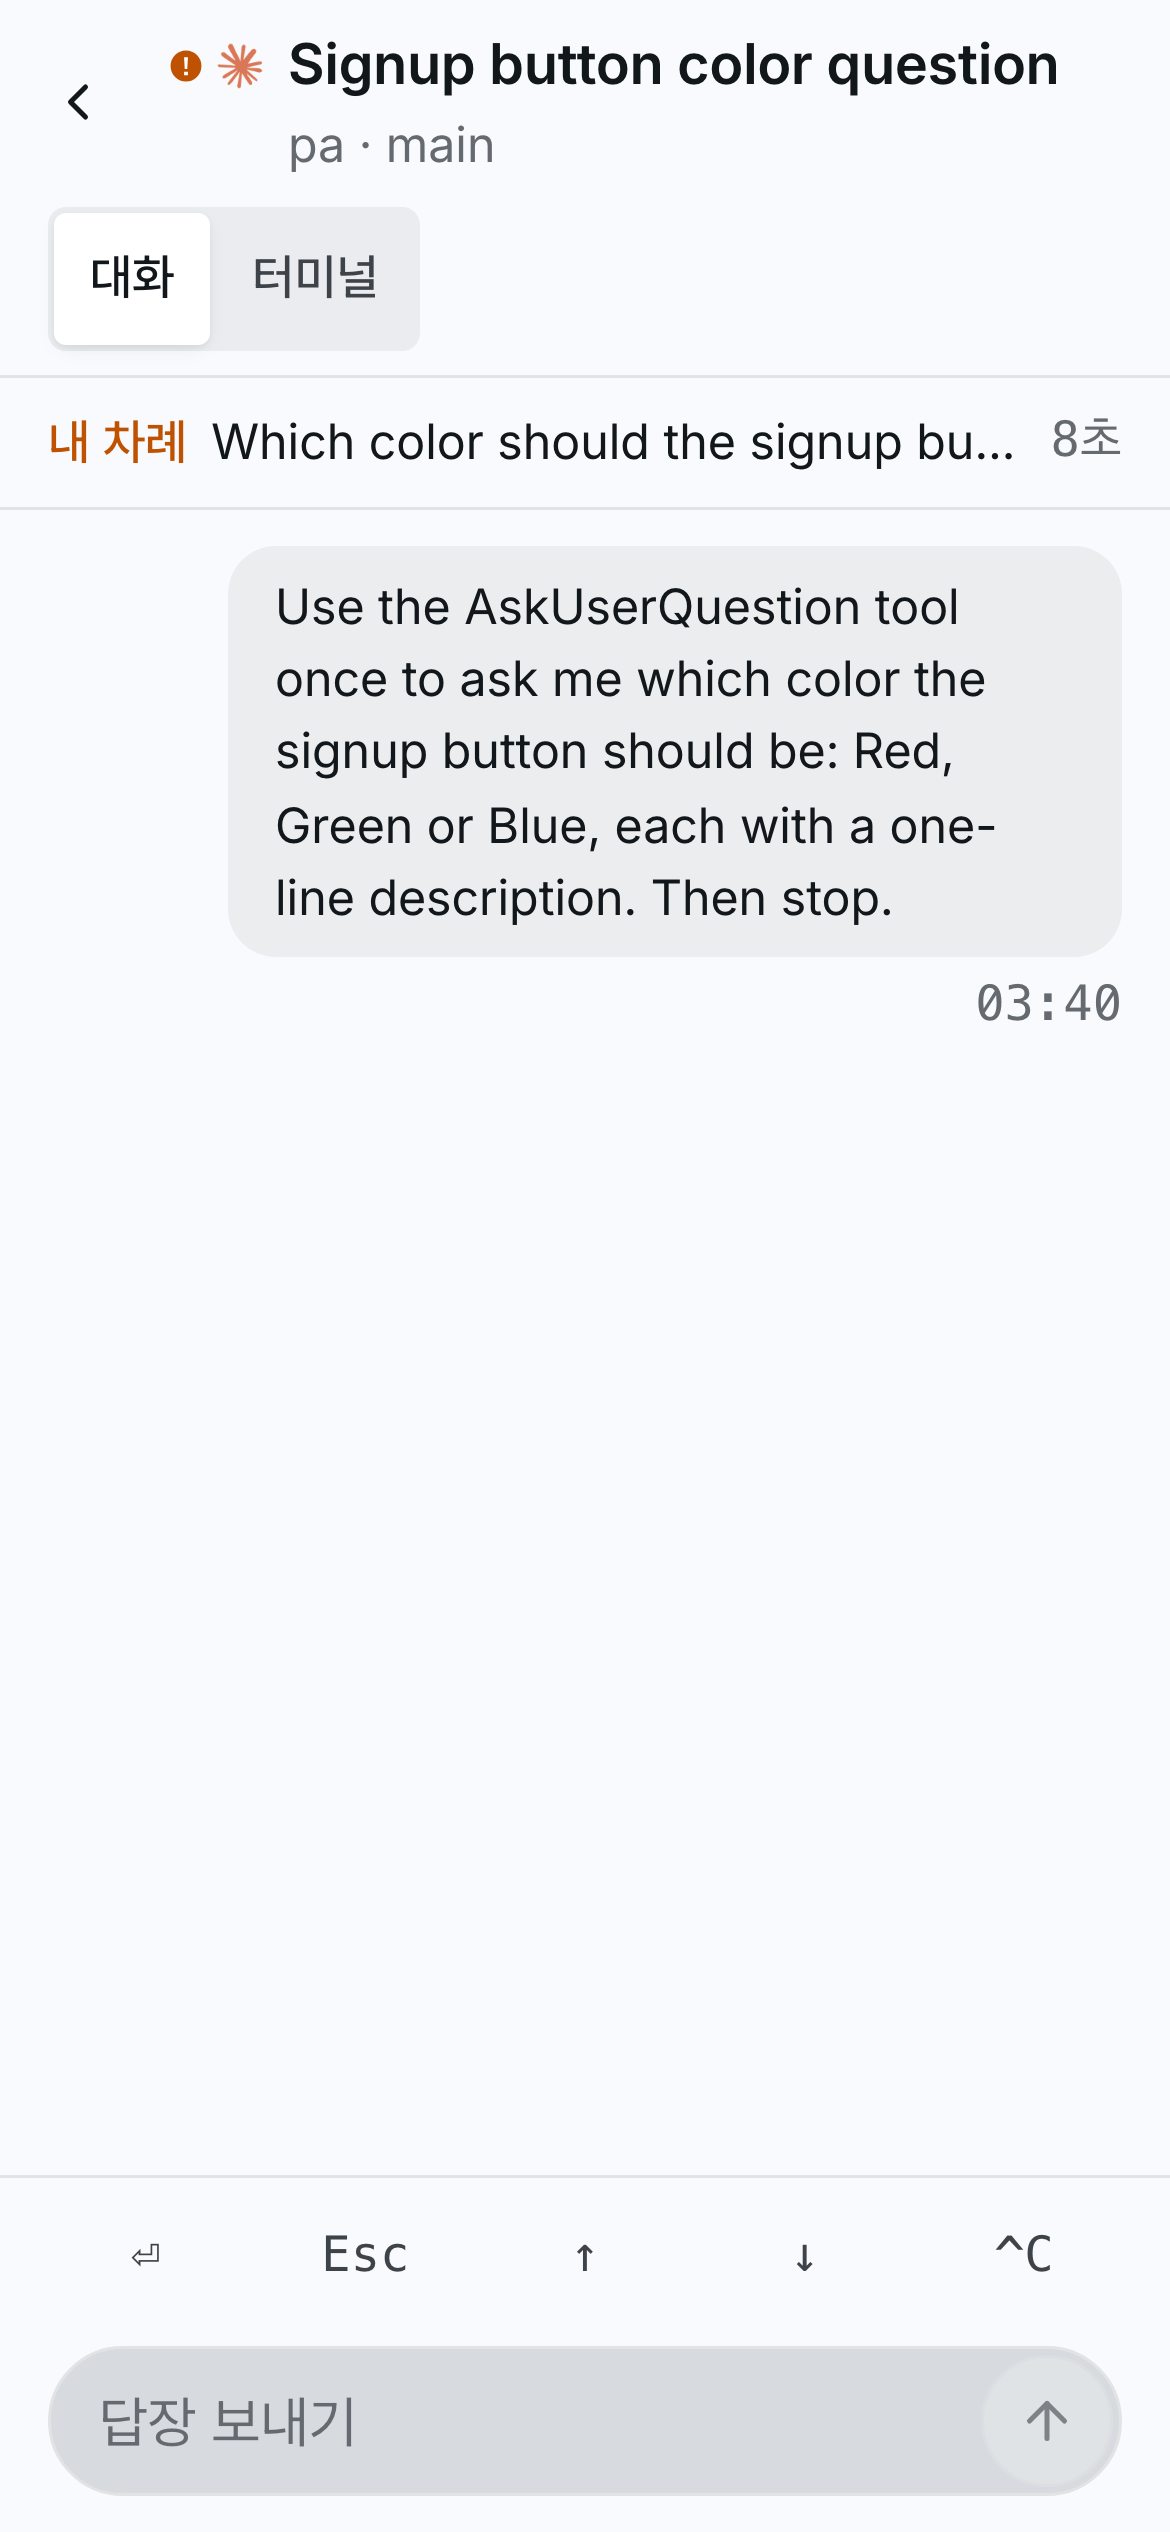 Signup button color question
pa · main
대화
터미널
내 차례 Which color should the signup bu... 8초
Use the AskUserQuestion tool
once to ask me which color the
signup button should be: Red,
Green or Blue, each with a one-
line description. Then stop.
03:40
⏎ Esc ↑ ↓ ^C
답장 보내기